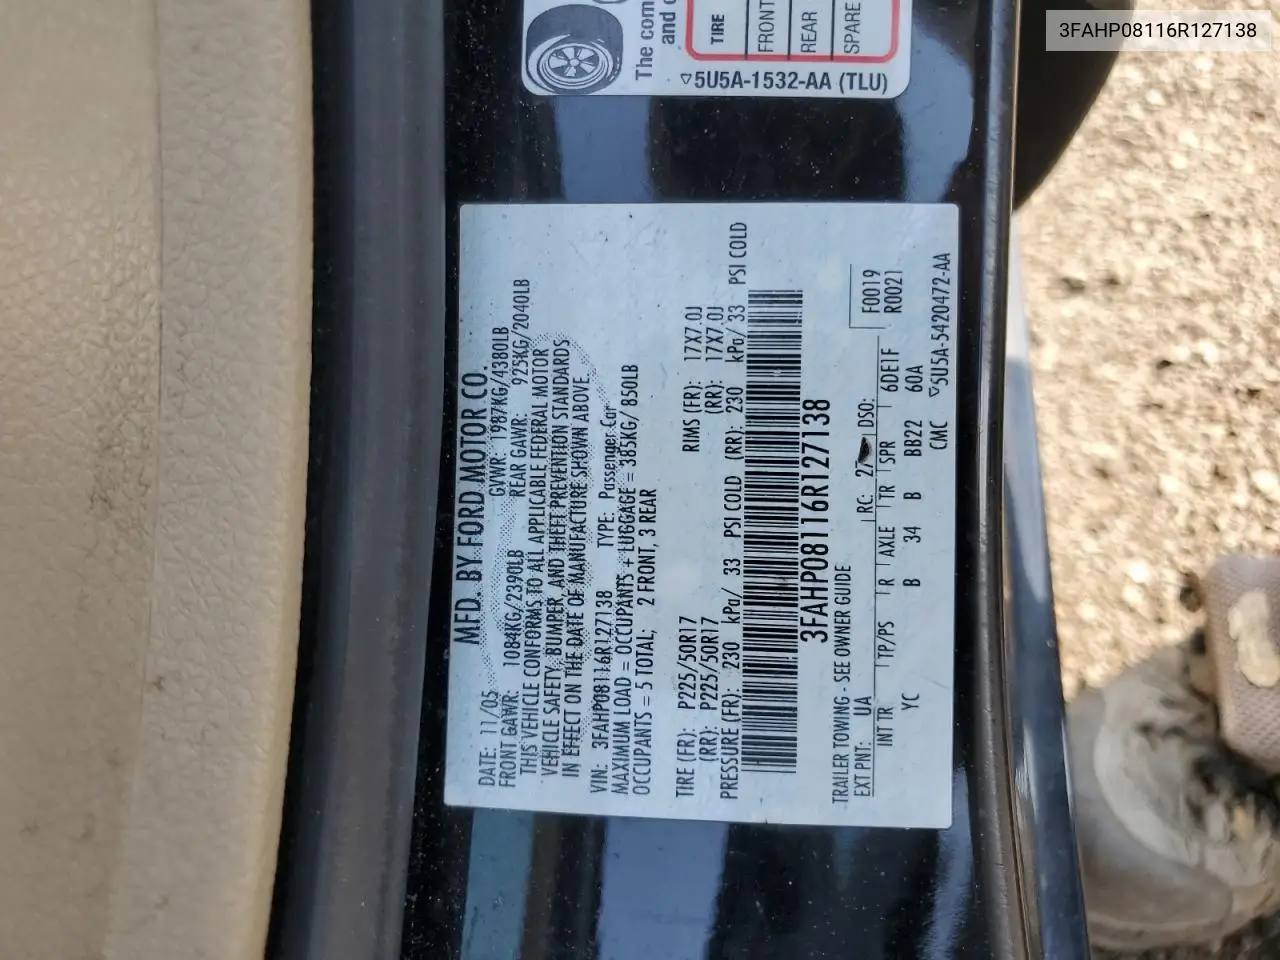 3FAHP08116R127138
The com
and c
TIRE
FRONT
REAR
SPARE
5U5A-1532-AA (TLU)
MFD. BY FORD MOTOR CO.
DATE: 11/05 GVWR: 1987KG/4380LB
FRONT GAWR: 1084KG/2390LB REAR GAWR: 925KG/2040LB
THIS VEHICLE CONFORMS TO ALL APPLICABLE FEDERAL MOTOR
VEHICLE SAFETY, BUMPER, AND THEFT PREVENTION STANDARDS
IN EFFECT ON THE DATE OF MANUFACTURE SHOWN ABOVE
VIN: 3FAHP08116R127138 TYPE: Passenger Car
MAXIMUM LOAD = OCCUPANTS + LUGGAGE = 385KG/ 850LB
OCCUPANTS = 5 TOTAL; 2 FRONT, 3 REAR
TIRE (FR): P225/50R17 RIMS (FR): 17X7.0J
(RR): P225/50R17 (RR): 17X7.0J
PRESSURE (FR): 230 kPa/ 33 PSI COLD (RR): 230 kPa/ 33 PSI COLD
3FAHP08116R127138
TRAILER TOWING - SEE OWNER GUIDE
EXT PNT: UA RC: 27 DSO: F0019
INT TR TP/PS R AXLE TR SPR 6DE1F R0021
YC B 34 B BB22 60A
CMC 5U5A-5420472-AA